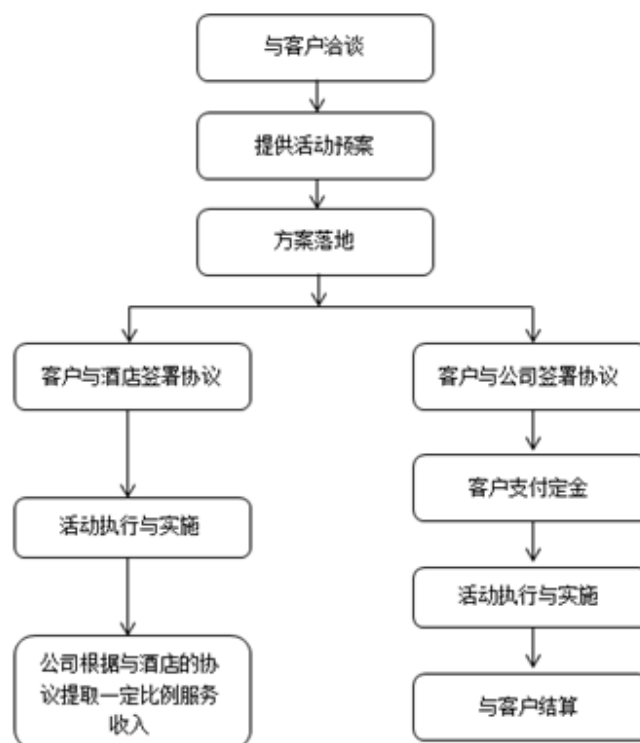 与客户洽谈
提供活动预案
方案落地
客户与酒店签署协议
活动执行与实施
公司根据与酒店的协
议提取一定比例服务
收入
客户与公司签署协议
客户支付定金
活动执行与实施
与客户结算